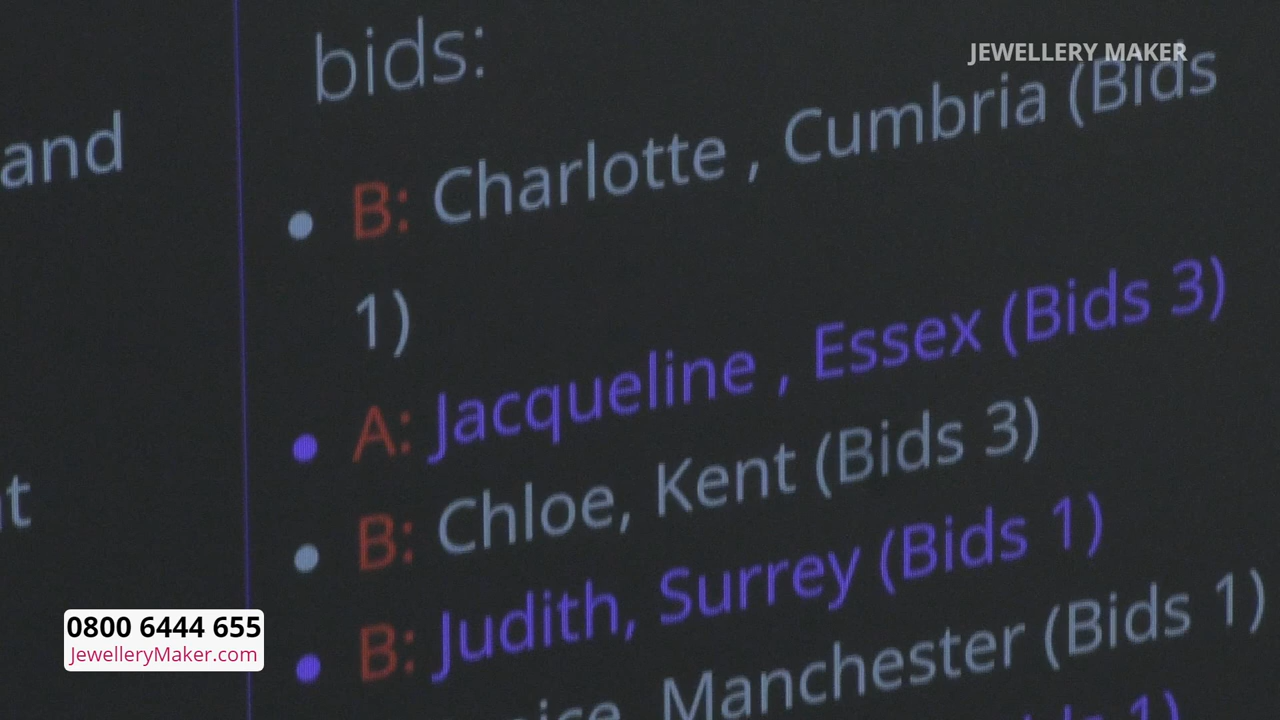 JEWELLERY MAKER
and
bids:
B: Charlotte , Cumbria (Bids
1)
A: Jacqueline , Essex (Bids 3)
B: Chloe, Kent (Bids 3)
B: Judith, Surrey (Bids 1)
Manchester (Bids 1)
1)
0800 6444 655
JewelleryMaker.com